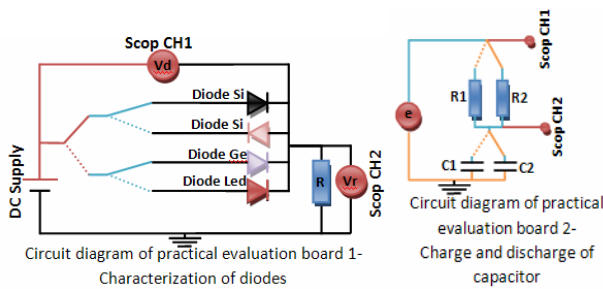 Scop CH1
Vd
Diode Si
Diode Si
Diode Ge
Diode Led
DC Supply
R
Vr
Scop CH2
Circuit diagram of practical evaluation board 1-
Characterization of diodes
Scop CH1
R1
R2
e
Scop CH2
C1
C2
Circuit diagram of practical
evaluation board 2-
Charge and discharge of
capacitor